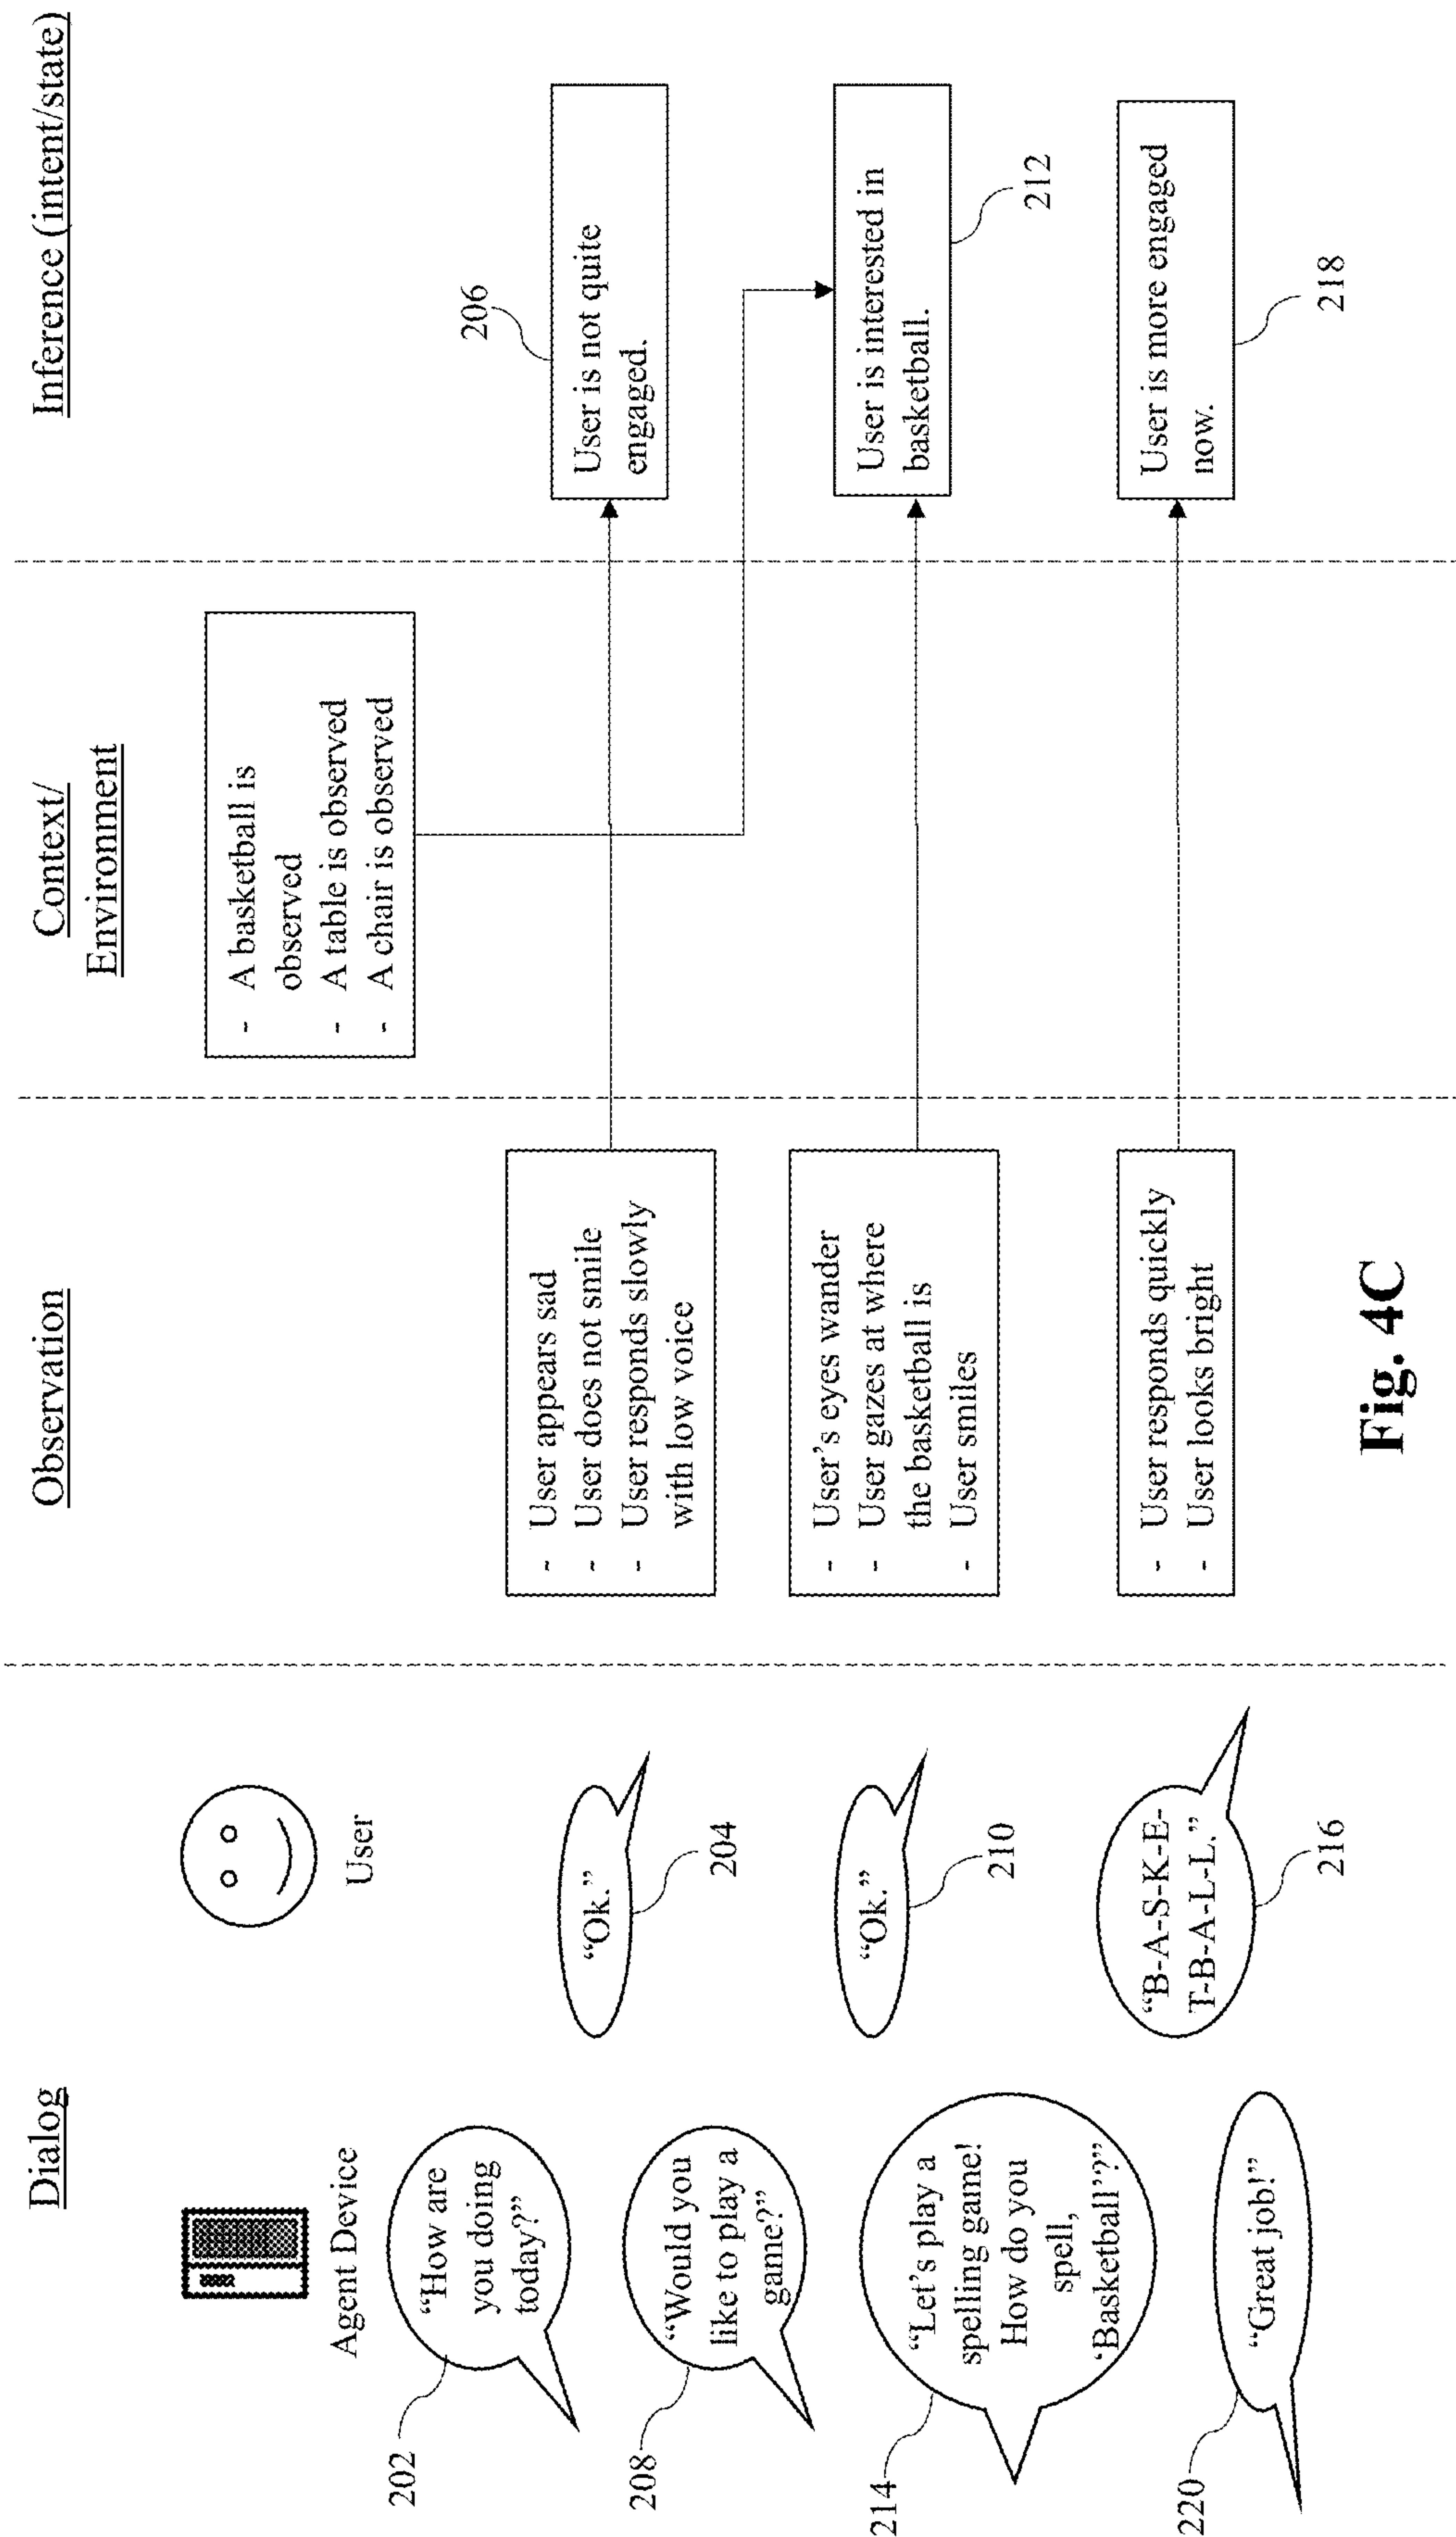 Dialog
Observation
Context/
Environment
Inference (intent/state)
Agent Device
User
202
“How are
you doing
today?”
“Ok.”
204
- User appears sad
- User does not smile
- User responds slowly
with low voice
- A basketball is
observed
- A table is observed
- A chair is observed
206
User is not quite
engaged.
208
“Would you
like to play a
game?”
“Ok.”
210
- User’s eyes wander
- User gazes at where
the basketball is
- User smiles
User is interested in
basketball.
212
214
“Let’s play a
spelling game!
How do you
spell,
‘Basketball’?”
“B-A-S-K-E-
T-B-A-L-L.”
216
- User responds quickly
- User looks bright
User is more engaged
now.
218
220
“Great job!”
Fig. 4C